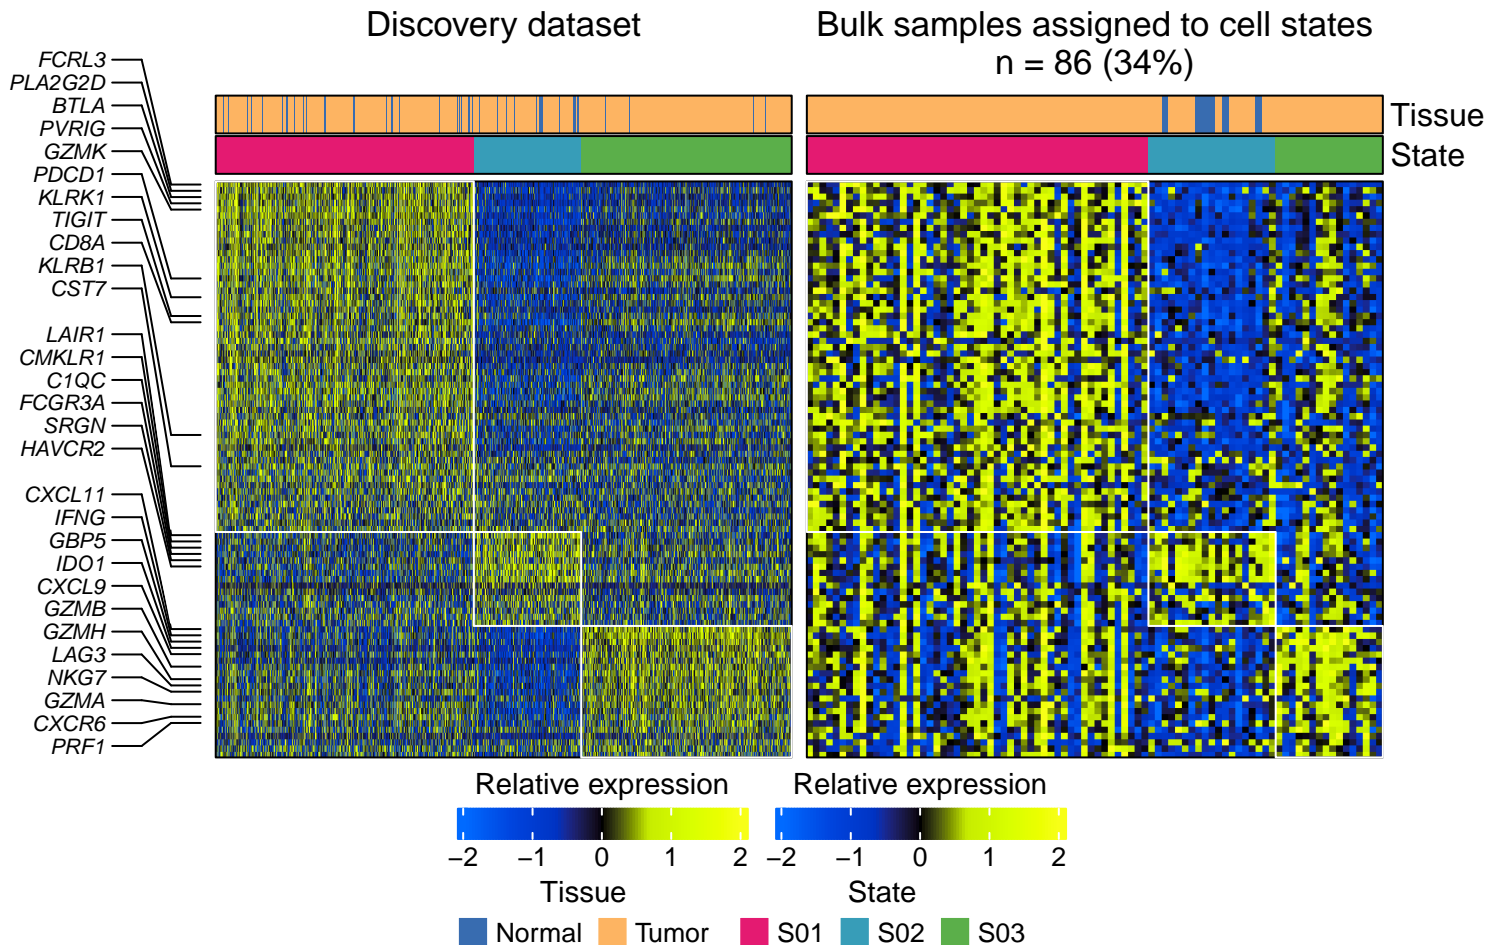 Discovery dataset
Bulk samples assigned to cell states
n = 86 (34%)
FCRL3
PLA2G2D
BTLA
PVRIG
GZMK
PDCD1
KLRK1
TIGIT
CD8A
KLRB1
CST7
LAIR1
CMKLR1
C1QC
FCGR3A
SRGN
HAVCR2
CXCL11
IFNG
GBP5
IDO1
CXCL9
GZMB
GZMH
LAG3
NKG7
GZMA
CXCR6
PRF1
Tissue
State
Relative expression
−2 −1 0 1 2
Relative expression
−2 −1 0 1 2
Tissue
Normal Tumor
State
S01 S02 S03